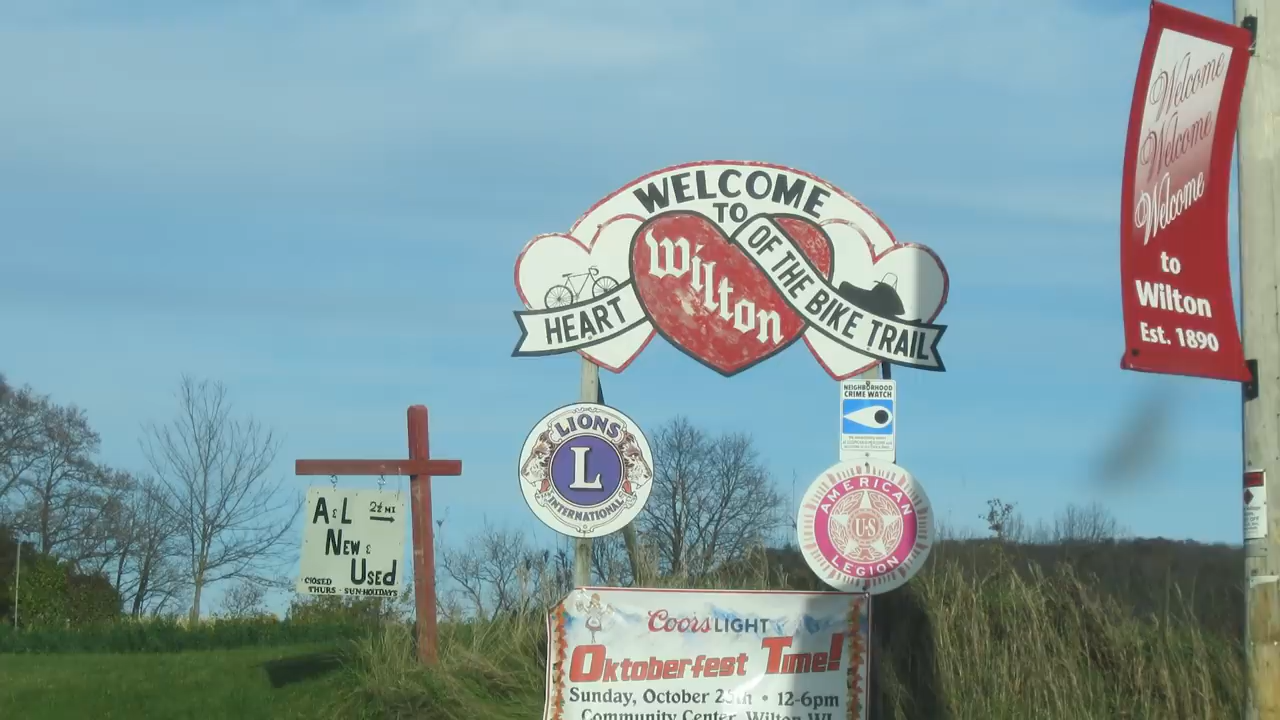 WELCOME
TO
Wilton
HEART
OF THE BIKE TRAIL
Welcome
Welcome
Welcome
to
Wilton
Est. 1890
NEIGHBORHOOD
CRIME WATCH
LIONS
L
INTERNATIONAL
AMERICAN
U.S
LEGION
A & L 2½ MI
NEW &
USED
CLOSED
THURS - SUN - HOLIDAYS
Coors LIGHT
Oktoberfest Time!
Sunday, October 25th • 12-6pm
Community Center, Wilton WI